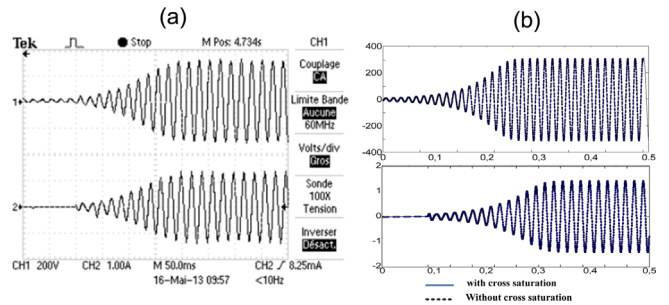 (a)
Tek Stop M Pos: 4.734s CH1
Couplage
CA
Limite Bande
Aucune
60MHz
Volts/div
Gros
Sonde
100X
Tension
Inverser
Désact.
1
2
CH1 200V CH2 1.00A M 50.0ms CH2 8.25mA
16-Mai-13 09:57 <10Hz
(b)
400
200
0
-200
-400
0 0,1 0,2 0,3 0,4 0,5
2
1
0
-1
-2
0 0,1 0,2 0,3 0,4 0,5
with cross saturation
Without cross saturation